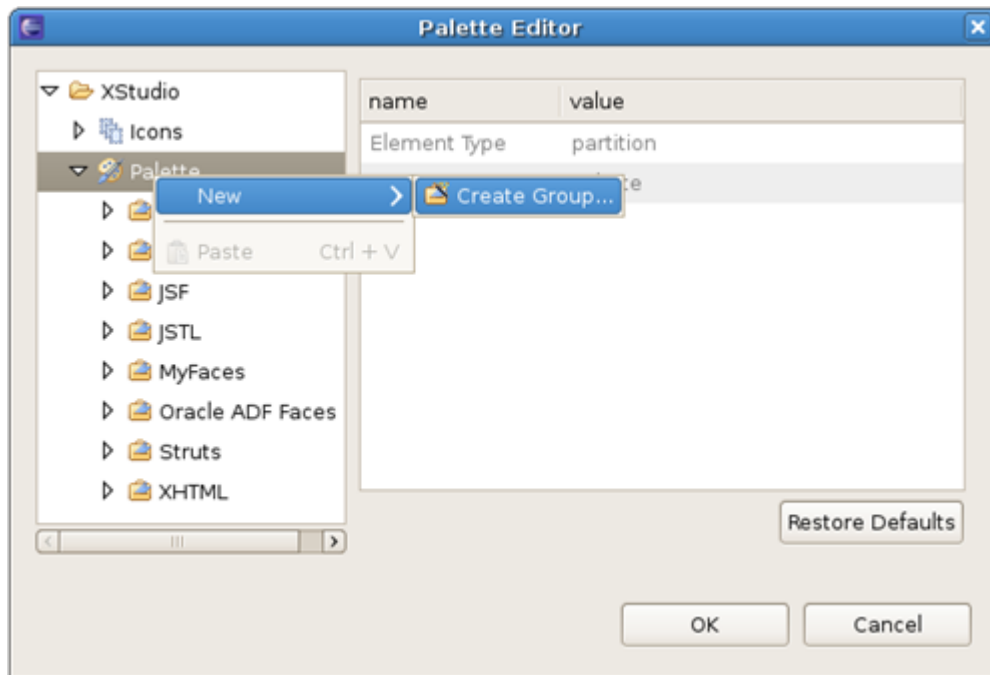 Palette Editor
XStudio
Icons
Palette
New
Create Group...
Paste Ctrl + V
JSF
JSTL
MyFaces
Oracle ADF Faces
Struts
XHTML
name value
Element Type partition
Restore Defaults
OK Cancel